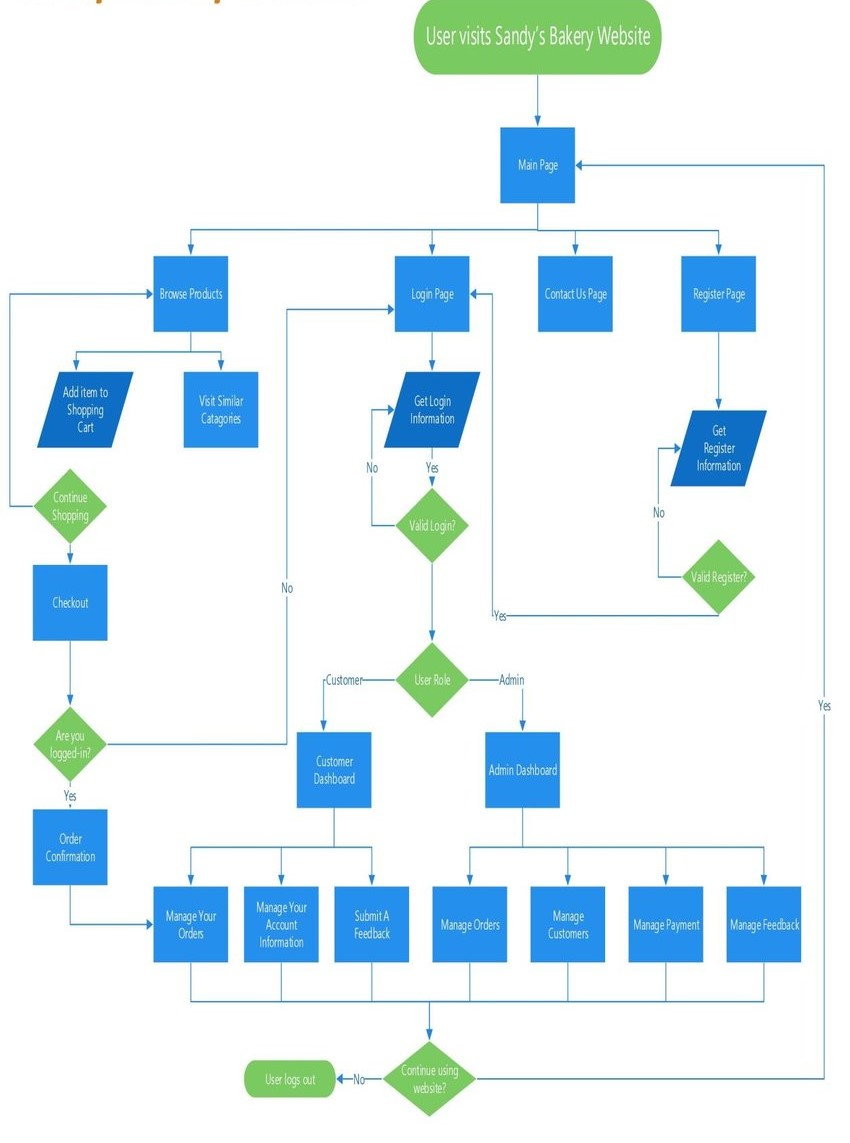 User visits Sandy's Bakery Website
Main Page
Browse Products
Login Page
Contact Us Page
Register Page
Add item to
Shopping
Cart
Visit Similar
Catagories
Get Login
Information
Get
Register
Information
No
Yes
No
Continue
Shopping
Valid Login?
Valid Register?
Checkout
No
Yes
Customer
User Role
Admin
Yes
Are you
logged-in?
Customer
Dashboard
Admin Dashboard
Yes
Order
Confirmation
Manage Your
Orders
Manage Your
Account
Information
Submit A
Feedback
Manage Orders
Manage
Customers
Manage Payment
Manage Feedback
User logs out
No
Continue using
website?